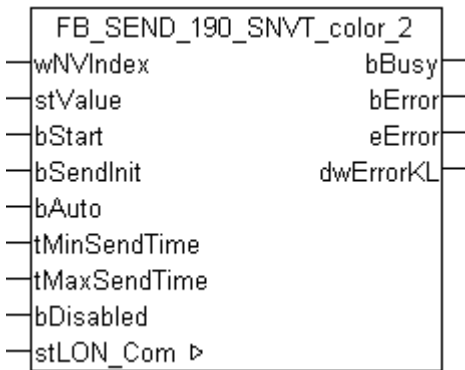 FB_SEND_190_SNVT_color_2
wNVIndex bBusy
stValue bError
bStart eError
bSendInit dwErrorKL
bAuto
tMinSendTime
tMaxSendTime
bDisabled
stLON_Com ▷